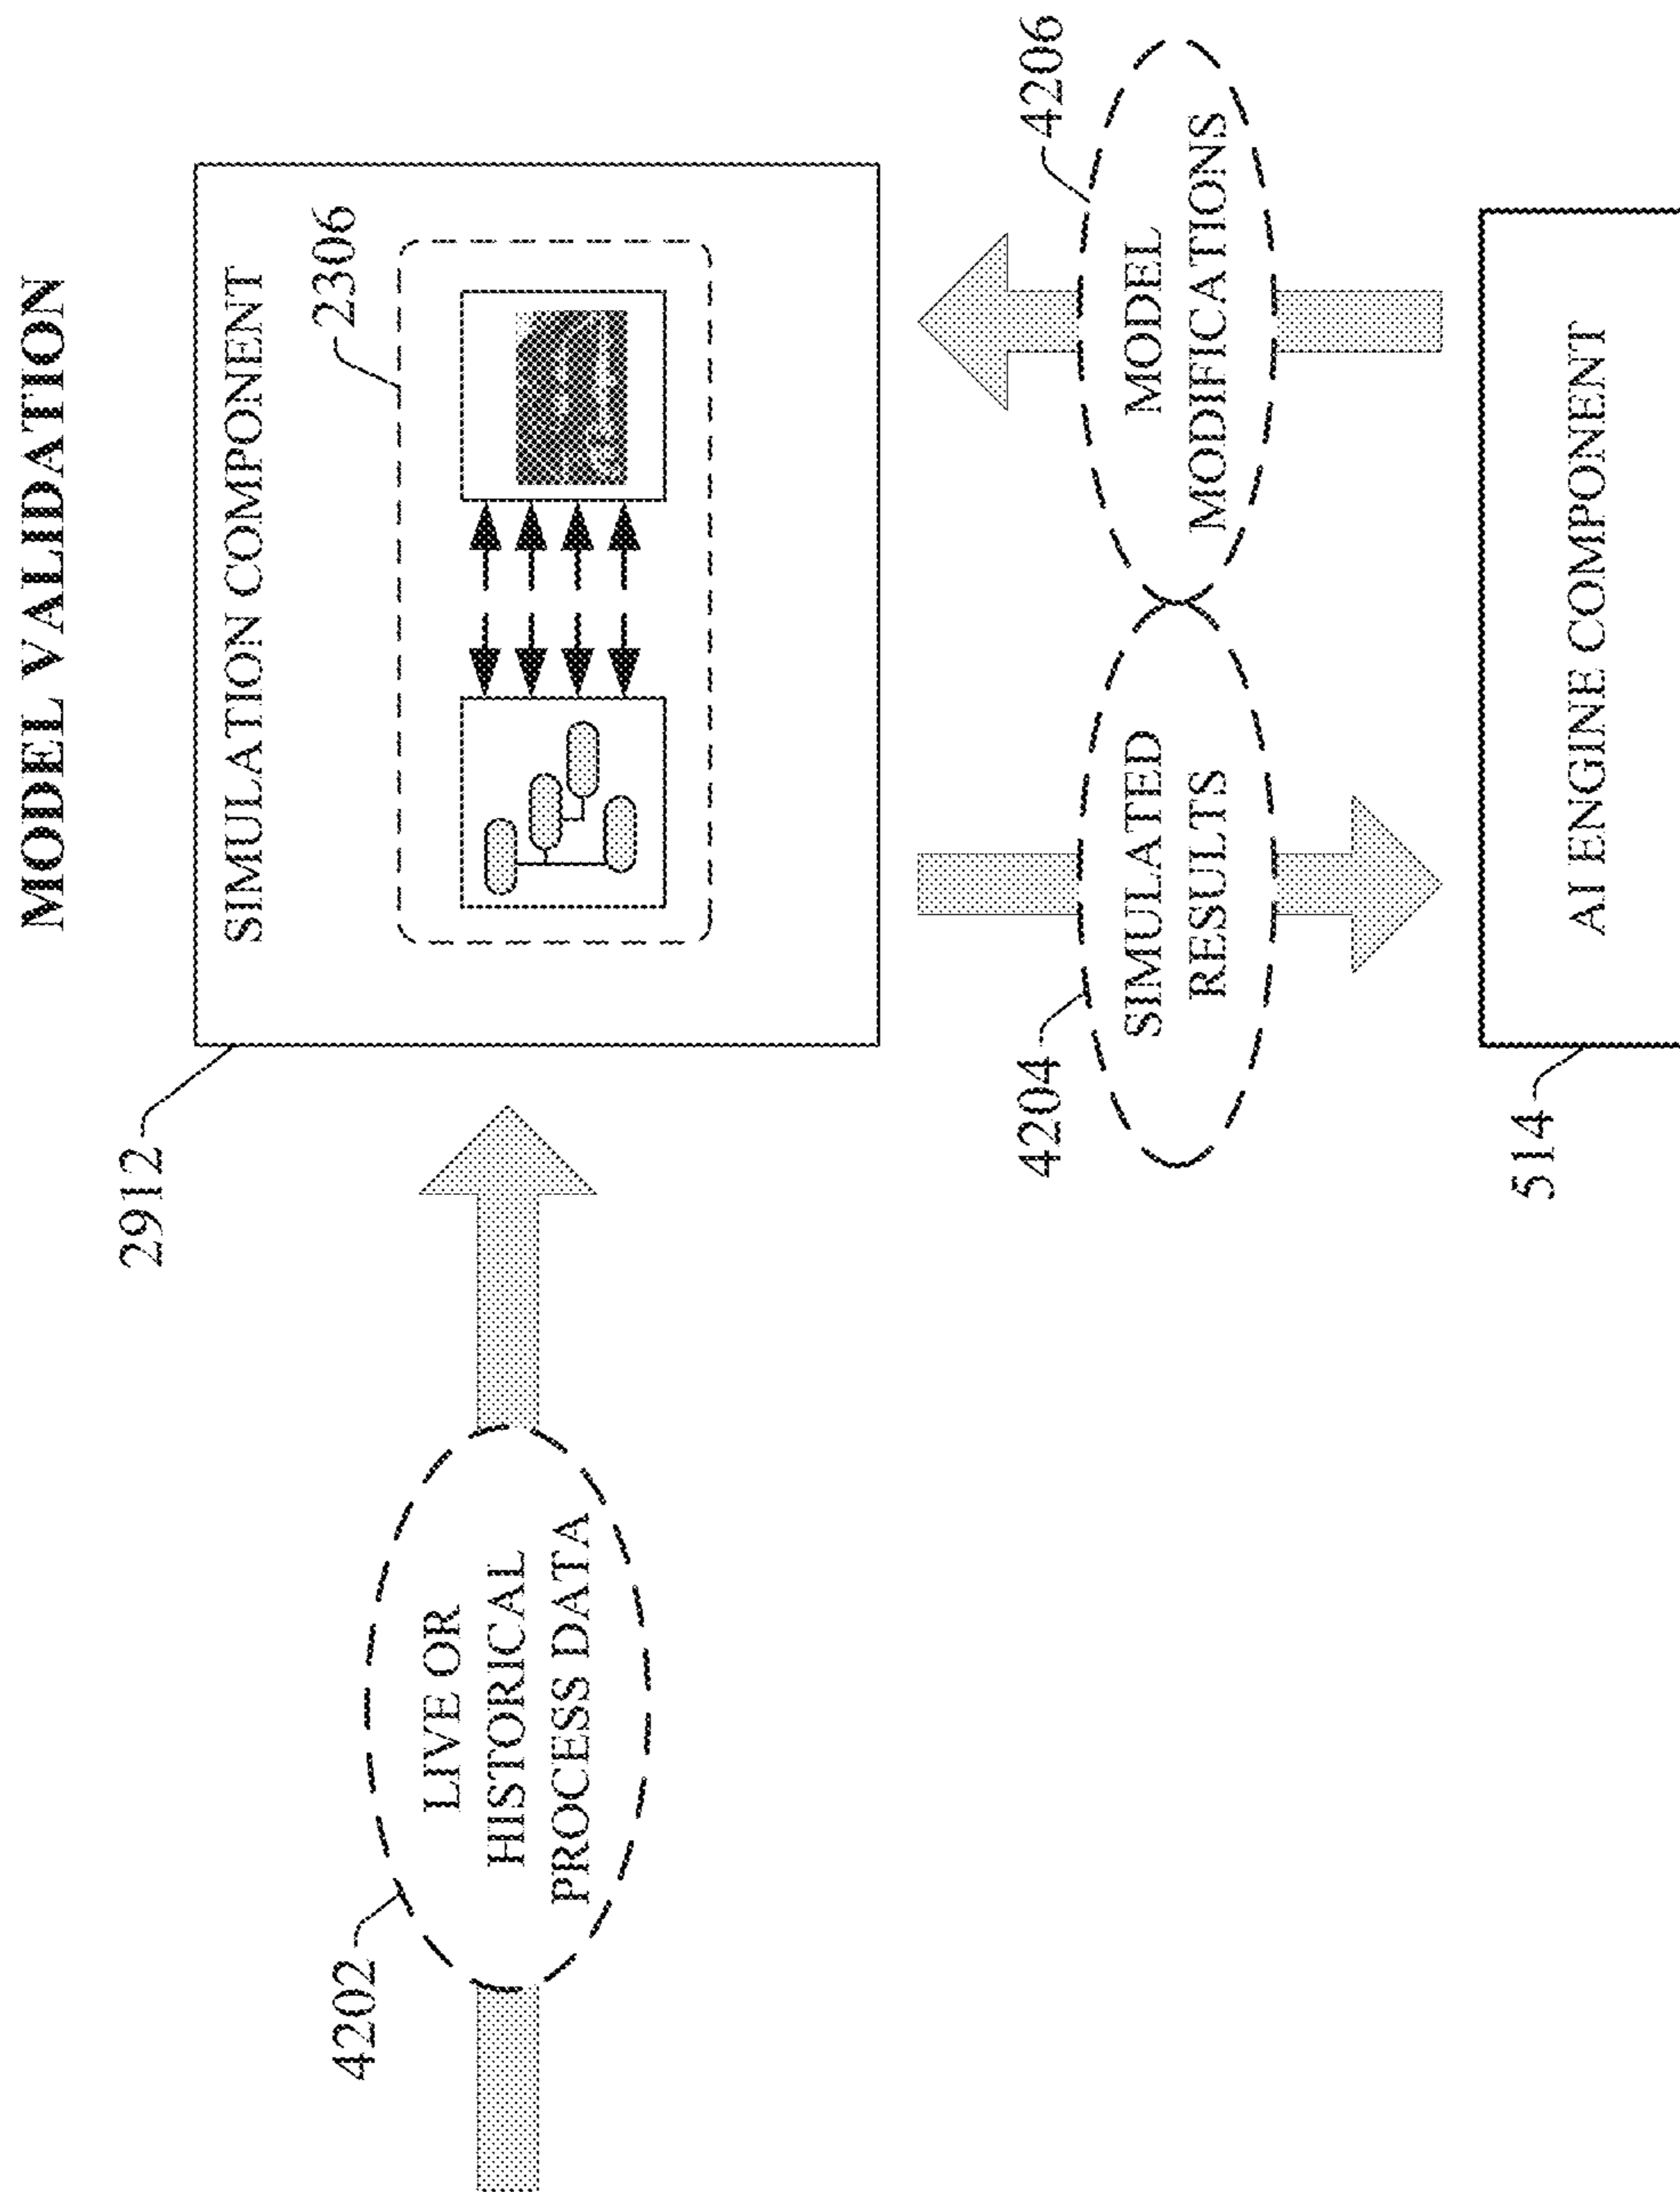 MODEL VALIDATION
2912
SIMULATION COMPONENT
2306
4202
LIVE OR
HISTORICAL
PROCESS DATA
4204
SIMULATED
RESULTS
4206
MODEL
MODIFICATIONS
514
AI ENGINE COMPONENT